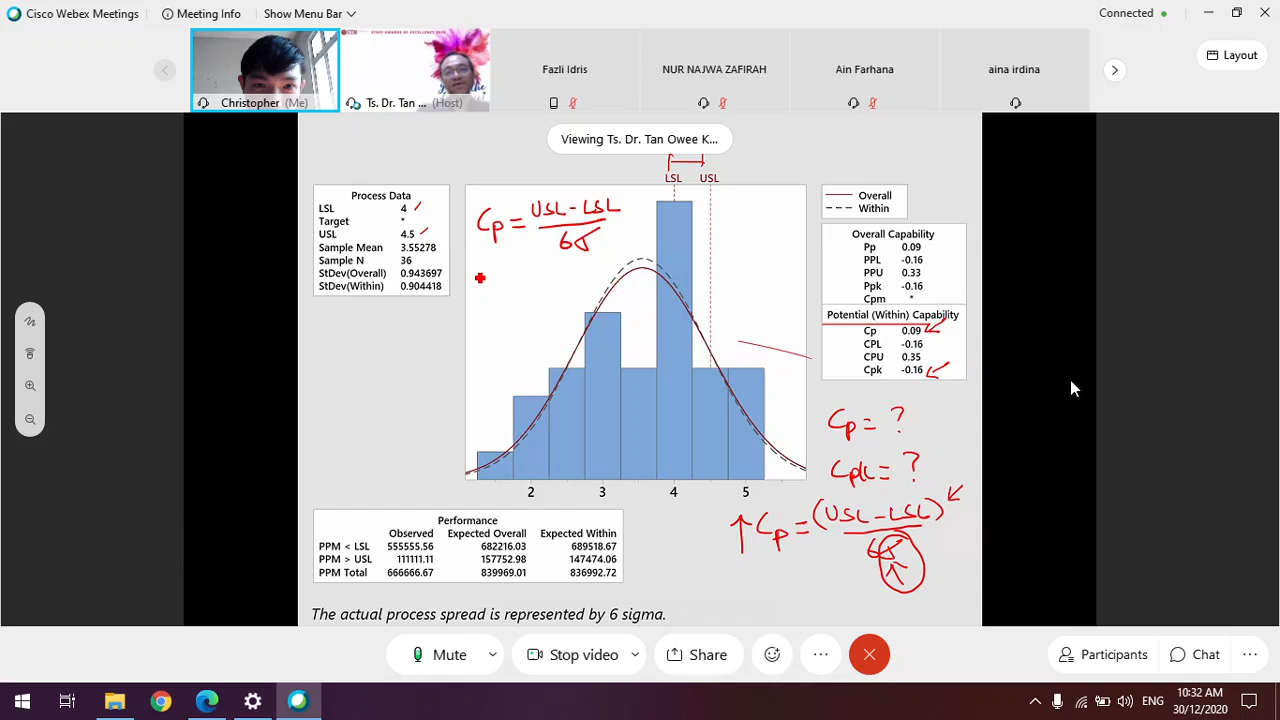 Cisco Webex Meetings
Meeting Info
Show Menu Bar
Connected
STAFF AWARDS OF EXCELLENCE
Christopher (Me)
Ts. Dr. Tan ... (Host)
Fazli Idris
NUR NAJWA ZAFIRAH
Ain Farhana
aina irdina
Layout
Viewing Ts. Dr. Tan Owee K...
LSL USL
Process Data
LSL 4
Target *
USL 4.5
Sample Mean 3.55278
Sample N 36
StDev(Overall) 0.943697
StDev(Within) 0.904418
Cp = USL-LSL
6σ
Overall
Within
Overall Capability
Pp 0.09
PPL -0.16
PPU 0.33
Ppk -0.16
Cpm *
Potential (Within) Capability
Cp 0.09
CPL -0.16
CPU 0.35
Cpk -0.16
2 3 4 5
Cp = ?
Cpk = ?
↑ Cp = (USL-LSL)
6σ
↑
Performance
Observed Expected Overall Expected Within
PPM < LSL 555555.56 682216.03 689518.67
PPM > USL 111111.11 157752.98 147474.06
PPM Total 666666.67 839969.01 836992.72
The actual process spread is represented by 6 sigma.
Mute
Stop video
Share
Participants
Chat
ENG
10:32 AM
30/12/2020